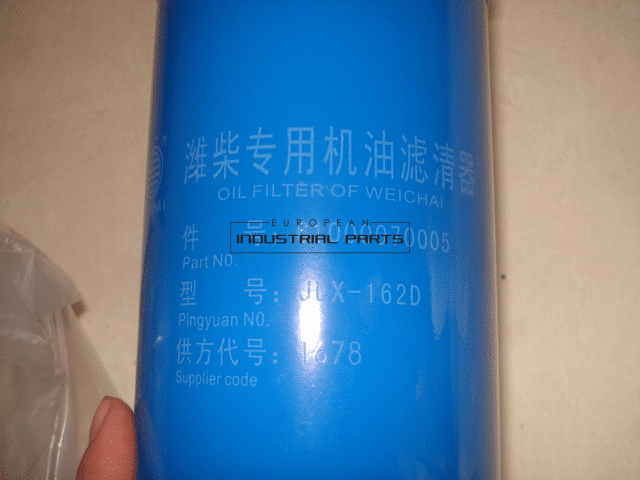 潍柴专用机油滤清器
OIL FILTER OF WEICHAI
EUROPEAN
INDUSTRIAL PARTS
件 号:
Part NO.
型 号: JLX-162D
Pingyuan NO.
供方代号:
Supplier code